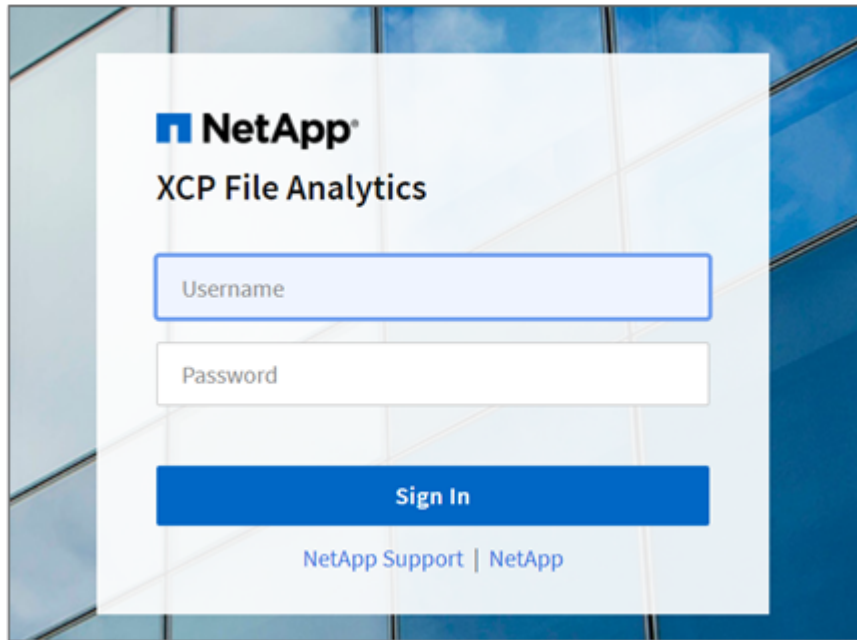 NetApp®
XCP File Analytics
Username
Password
Sign In
NetApp Support | NetApp